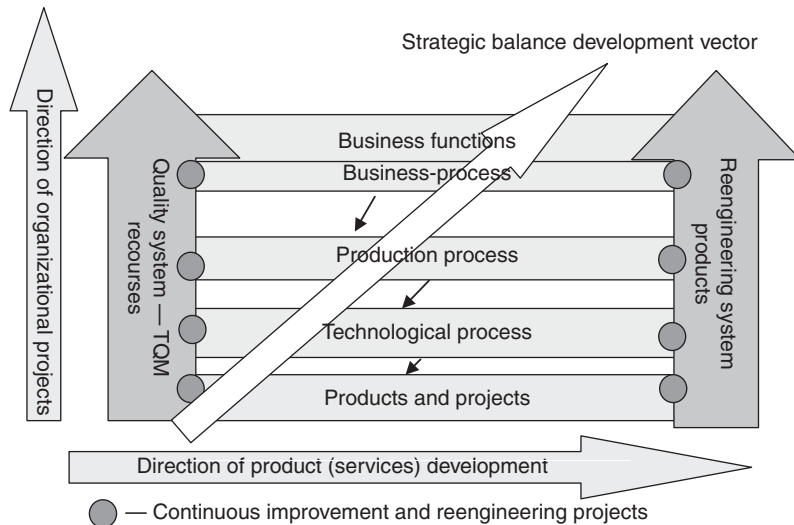 Strategic balance development vector
Direction of organizational projects
Quality system — TQM
recourses
Business functions
Business-process
Production process
Technological process
Products and projects
Reengineering system
products
Direction of product (services) development
— Continuous improvement and reengineering projects